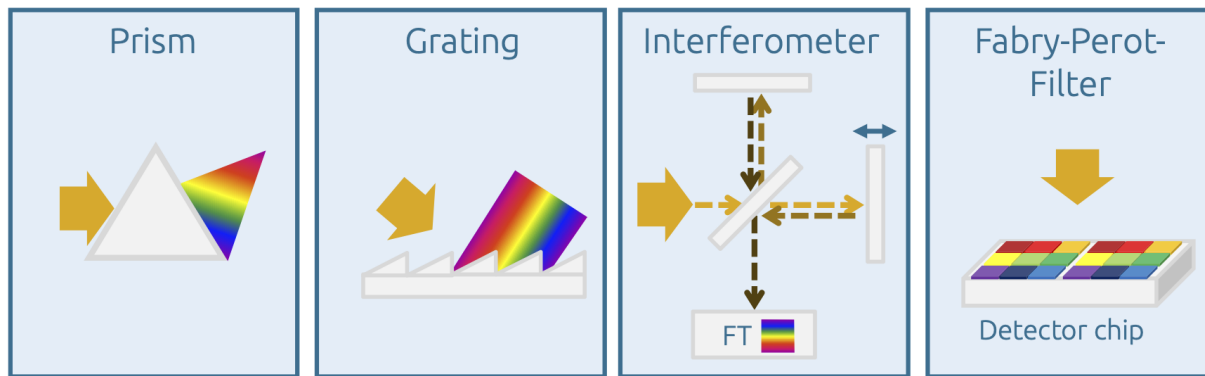 Prism
Grating
Interferometer
Fabry-Perot-
Filter
FT
Detector chip